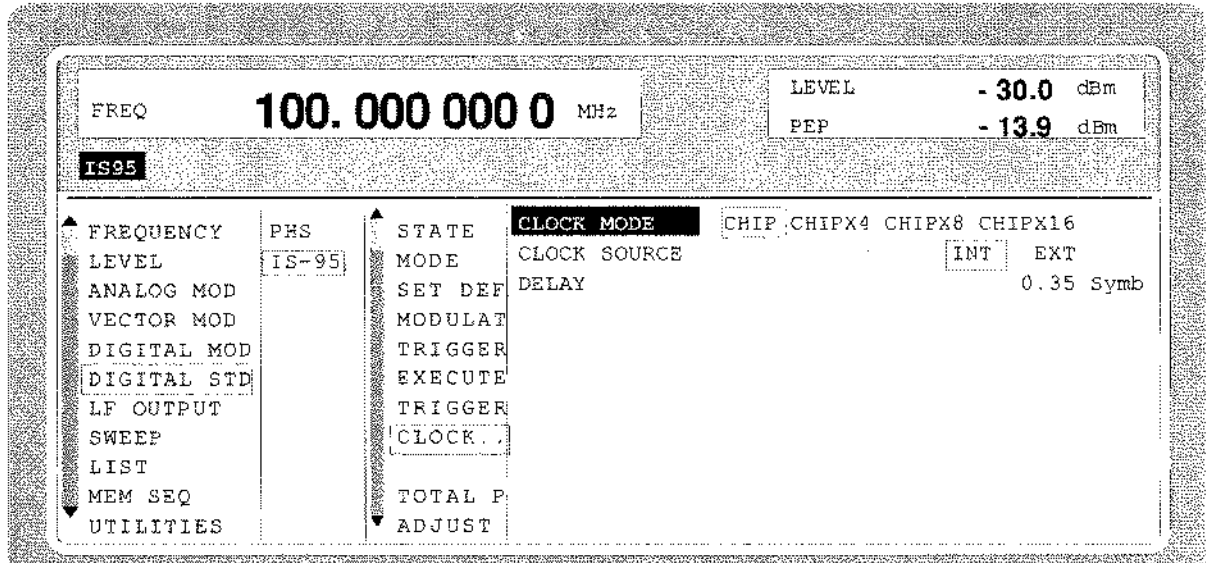 FREQ 100. 000 000 0 MHz
LEVEL - 30.0 dBm
PEP - 13.9 dBm
IS95
FREQUENCY
LEVEL
ANALOG MOD
VECTOR MOD
DIGITAL MOD
DIGITAL STD
LF OUTPUT
SWEEP
LIST
MEM SEQ
UTILITIES
PHS
IS-95
STATE
MODE
SET DEF
MODULAT
TRIGGER
EXECUTE
TRIGGER
CLOCK..
TOTAL P
ADJUST
CLOCK MODE CHIP CHIPX4 CHIPX8 CHIPX16
CLOCK SOURCE INT EXT
DELAY 0.35 Symb